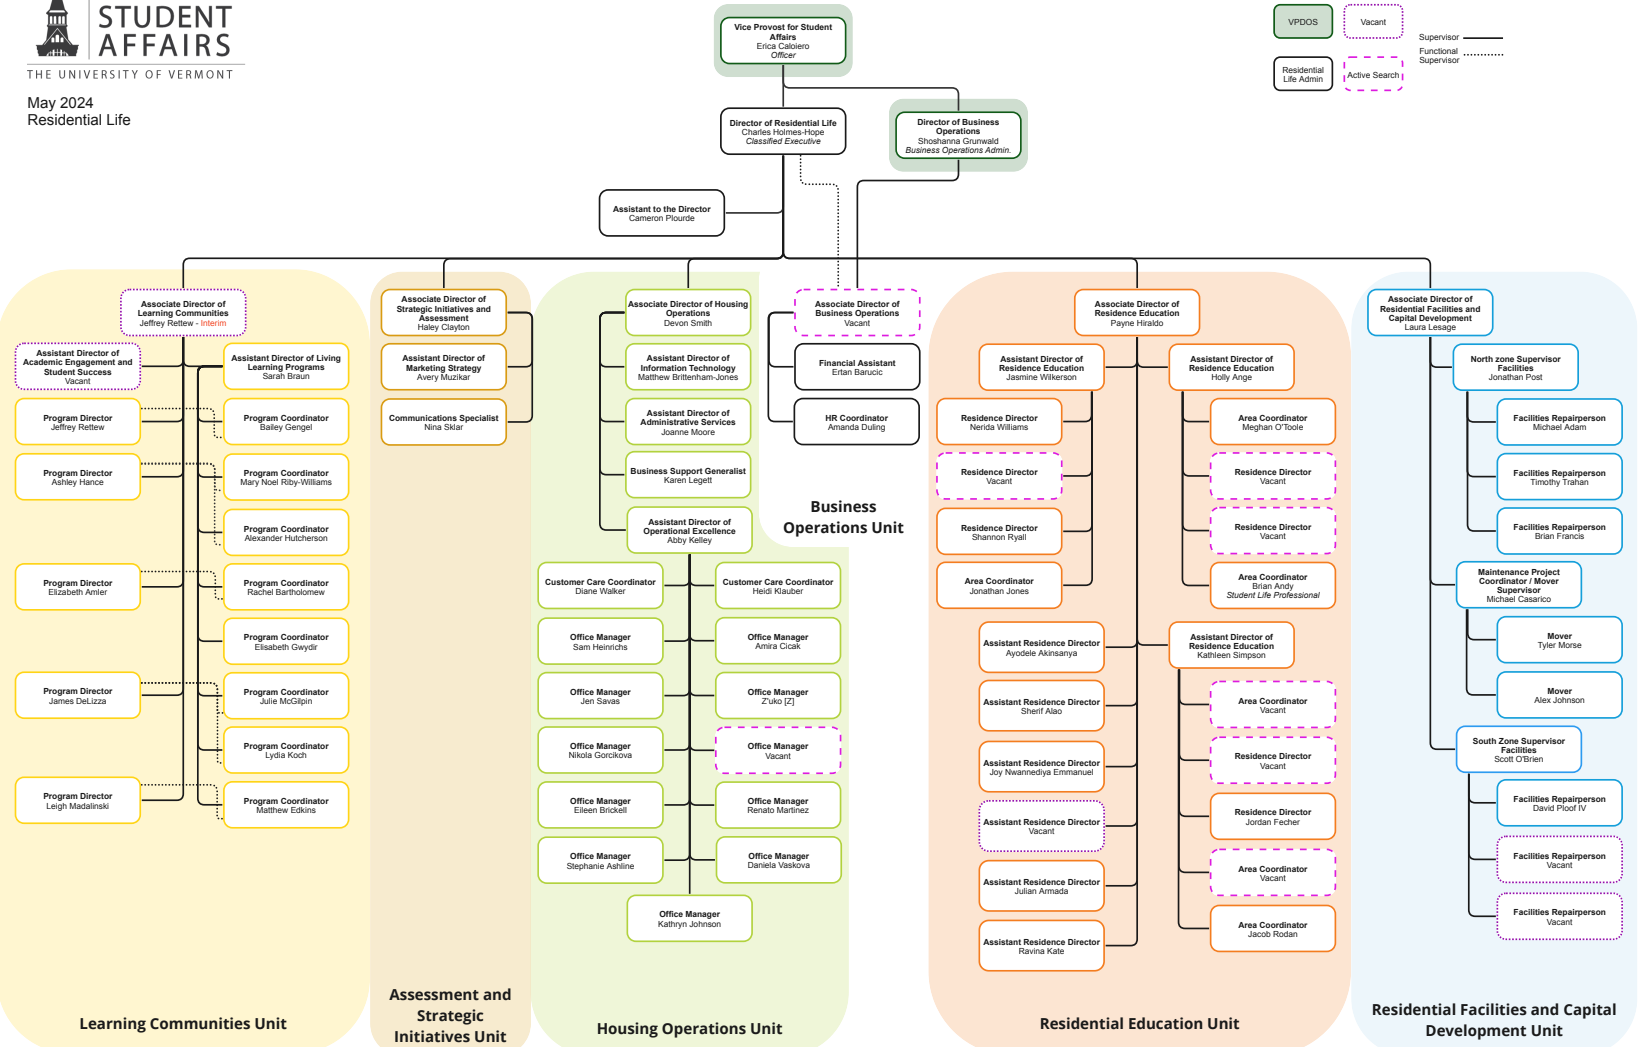 STUDENT
AFFAIRS
THE UNIVERSITY OF VERMONT
May 2024
Residential Life
VPDOS
Vacant
Residential
Life Admin
Active Search
Supervisor
Functional
Supervisor
Vice Provost for Student
Affairs
Erica Caloiero
Officer
Director of Residential Life
Charles Holmes-Hope
Classified Executive
Director of Business
Operations
Shoshanna Grunwald
Business Operations Admin.
Assistant to the Director
Cameron Plourde
Associate Director of
Learning Communities
Jeffrey Rettew - Interim
Assistant Director of
Academic Engagement and
Student Success
Vacant
Assistant Director of Living
Learning Programs
Sarah Braun
Program Director
Jeffrey Rettew
Program Coordinator
Bailey Gengel
Program Director
Ashley Hance
Program Coordinator
Mary Noel Riby-Williams
Program Coordinator
Alexander Hutcherson
Program Director
Elizabeth Amler
Program Coordinator
Rachel Bartholomew
Program Coordinator
Elisabeth Gwydir
Program Director
James DeLizza
Program Coordinator
Julie McGilpin
Program Coordinator
Lydia Koch
Program Director
Leigh Madalinski
Program Coordinator
Matthew Edkins
Learning Communities Unit
Associate Director of
Strategic Initiatives and
Assessment
Haley Clayton
Assistant Director of
Marketing Strategy
Avery Muzikar
Communications Specialist
Nina Sklar
Assessment and
Strategic
Initiatives Unit
Associate Director of Housing
Operations
Devon Smith
Assistant Director of
Information Technology
Matthew Brittenham-Jones
Assistant Director of
Administrative Services
Joanne Moore
Business Support Generalist
Karen Legett
Assistant Director of
Operational Excellence
Abby Kelley
Customer Care Coordinator
Diane Walker
Customer Care Coordinator
Heidi Klauber
Office Manager
Sam Heinrichs
Office Manager
Amira Cicak
Office Manager
Jen Savas
Office Manager
Z'uko [Z]
Office Manager
Nikola Gorcikova
Office Manager
Vacant
Office Manager
Eileen Brickell
Office Manager
Renato Martinez
Office Manager
Stephanie Ashline
Office Manager
Daniela Vaskova
Office Manager
Kathryn Johnson
Housing Operations Unit
Associate Director of
Business Operations
Vacant
Financial Assistant
Ertan Barucic
HR Coordinator
Amanda Duling
Business
Operations Unit
Associate Director of
Residence Education
Payne Hiraldo
Assistant Director of
Residence Education
Jasmine Wilkerson
Assistant Director of
Residence Education
Holly Ange
Residence Director
Nerida Williams
Area Coordinator
Meghan O'Toole
Residence Director
Vacant
Residence Director
Vacant
Residence Director
Shannon Ryall
Residence Director
Vacant
Area Coordinator
Jonathan Jones
Area Coordinator
Brian Andy
Student Life Professional
Assistant Residence Director
Ayodele Akinsanya
Assistant Director of
Residence Education
Kathleen Simpson
Assistant Residence Director
Sherif Alao
Area Coordinator
Vacant
Assistant Residence Director
Joy Nwannediya Emmanuel
Residence Director
Vacant
Assistant Residence Director
Vacant
Residence Director
Jordan Fecher
Assistant Residence Director
Julian Armada
Area Coordinator
Vacant
Assistant Residence Director
Ravina Kate
Area Coordinator
Jacob Rodan
Residential Education Unit
Associate Director of
Residential Facilities and
Capital Development
Laura Lesage
North zone Supervisor
Facilities
Jonathan Post
Facilities Repairperson
Michael Adam
Facilities Repairperson
Timothy Trahan
Facilities Repairperson
Brian Francis
Maintenance Project
Coordinator / Mover
Supervisor
Michael Casarico
Mover
Tyler Morse
Mover
Alex Johnson
South Zone Supervisor
Facilities
Scott O'Brien
Facilities Repairperson
David Ploof IV
Facilities Repairperson
Vacant
Facilities Repairperson
Vacant
Residential Facilities and Capital
Development Unit